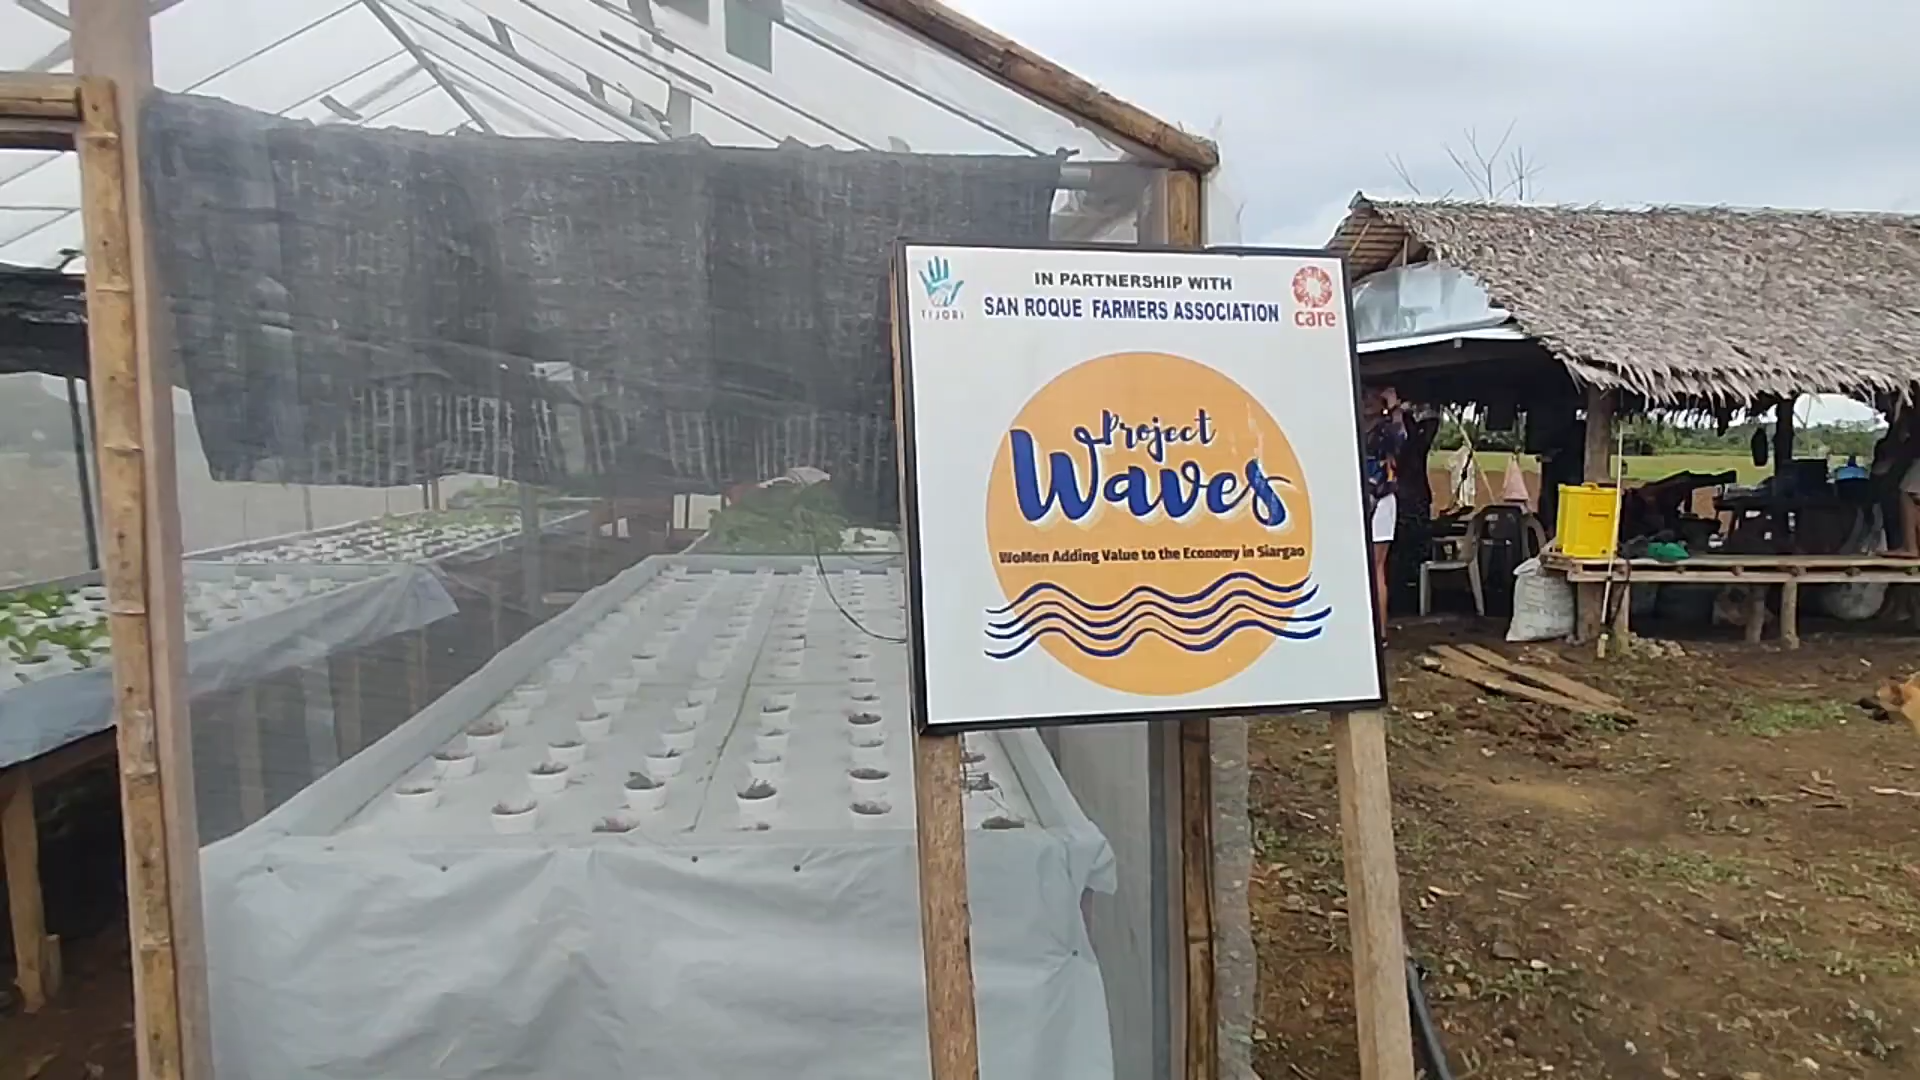 IN PARTNERSHIP WITH
SAN ROQUE FARMERS ASSOCIATION
TIJORI
care
Project
Waves
WoMen Adding Value to the Economy in Siargao